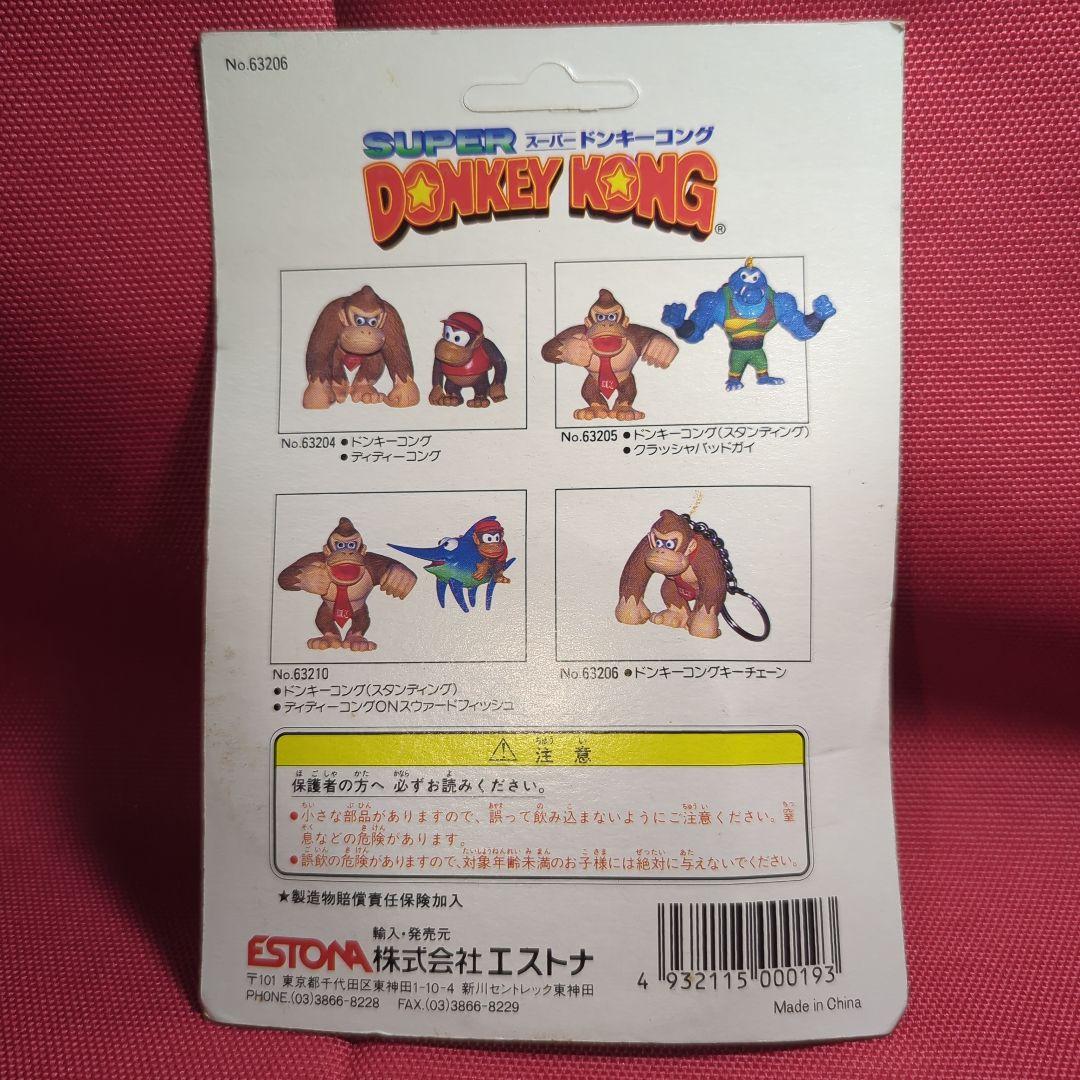 No.63206
SUPER スーパードンキーコング
DONKEY KONG®
No.63204 ●ドンキーコング
●ディディーコング
No.63205 ●ドンキーコング(スタンディング)
●クラッシャバッドガイ
DK
No.63210
●ドンキーコング(スタンディング)
●ディディーコングONスウァードフィッシュ
No.63206 ●ドンキーコングキーチェーン
⚠ 注意
保護者の方へ 必ずお読みください。
●小さな部品がありますので、誤って飲み込まないようにご注意ください。窒
息などの危険があります。
●誤飲の危険がありますので、対象年齢未満のお子様には絶対に与えないでください。
★製造物賠償責任保険加入
輸入・発売元
ESTONA 株式会社エストナ
〒101 東京都千代田区東神田1-10-4 新川セントレック東神田
PHONE.(03)3866-8228 FAX.(03)3866-8229
4 932115 000193
Made in China